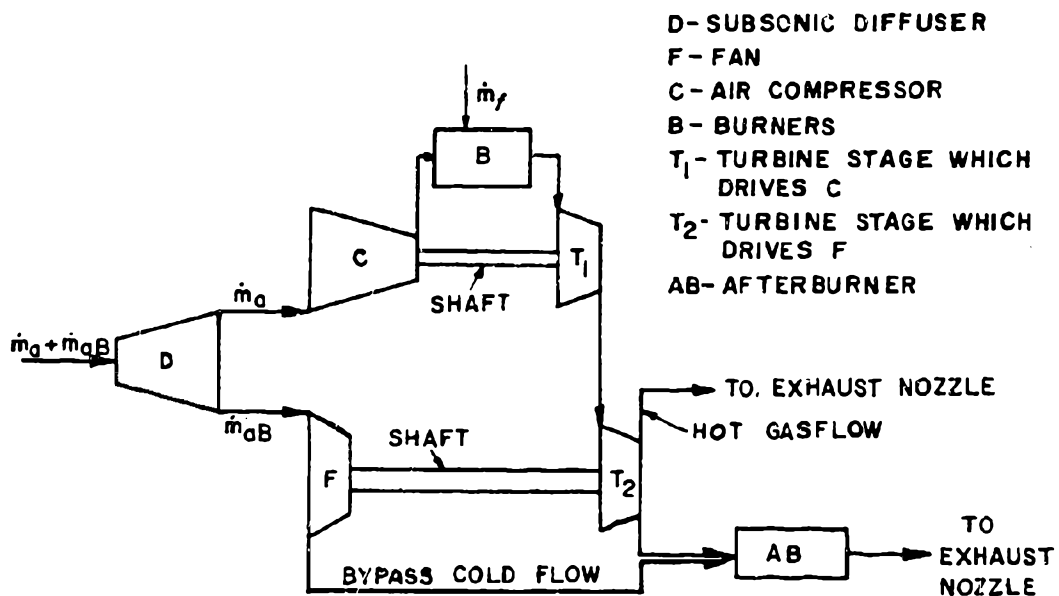 D-SUBSONIC DIFFUSER
F-FAN
C-AIR COMPRESSOR
B-BURNERS
T1-TURBINE STAGE WHICH
DRIVES C
T2-TURBINE STAGE WHICH
DRIVES F
AB-AFTERBURNER
ṁf
B
C
T1
SHAFT
ṁa
ṁa+ṁaB
D
ṁaB
TO. EXHAUST NOZZLE
HOT GASFLOW
SHAFT
F
T2
BYPASS COLD FLOW
AB
TO
EXHAUST
NOZZLE